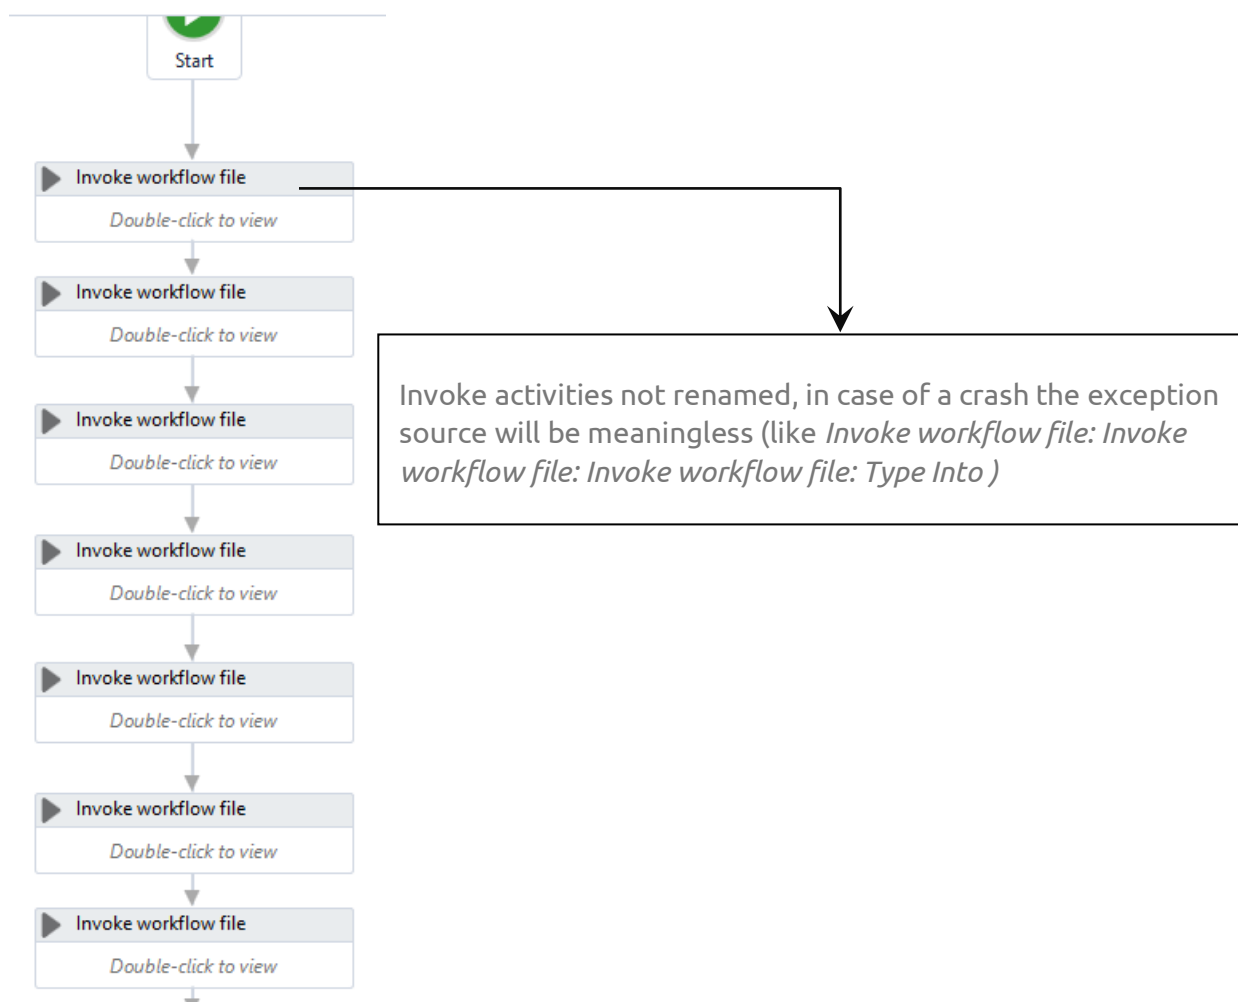 Start
Invoke workflow file
Double-click to view
Invoke workflow file
Double-click to view
Invoke activities not renamed, in case of a crash the exception
source will be meaningless (like Invoke workflow file: Invoke
workflow file: Invoke workflow file: Type Into )
Invoke workflow file
Double-click to view
Invoke workflow file
Double-click to view
Invoke workflow file
Double-click to view
Invoke workflow file
Double-click to view
Invoke workflow file
Double-click to view